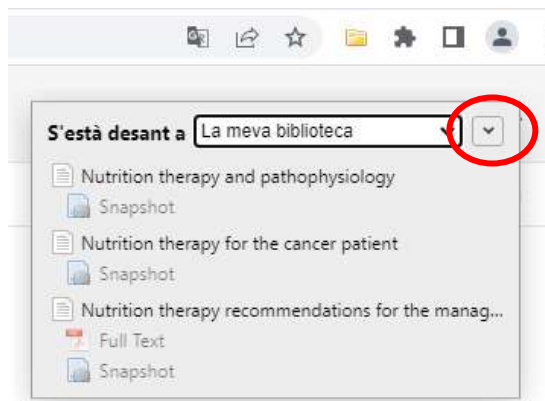 S'està desant a La meva biblioteca
Nutrition therapy and pathophysiology
Snapshot
Nutrition therapy for the cancer patient
Snapshot
Nutrition therapy recommendations for the manag...
Full Text
Snapshot